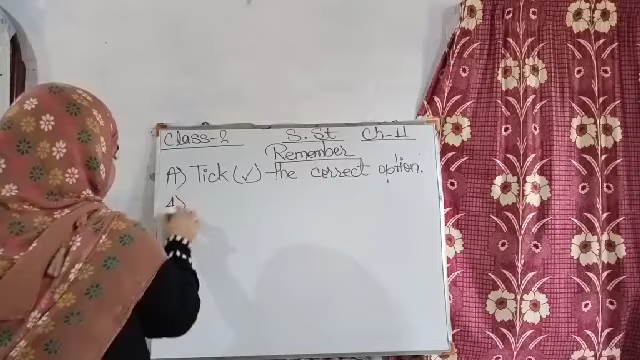 Class-2 S.St Ch-11
Remember
A) Tick (✓) the correct option.
1)